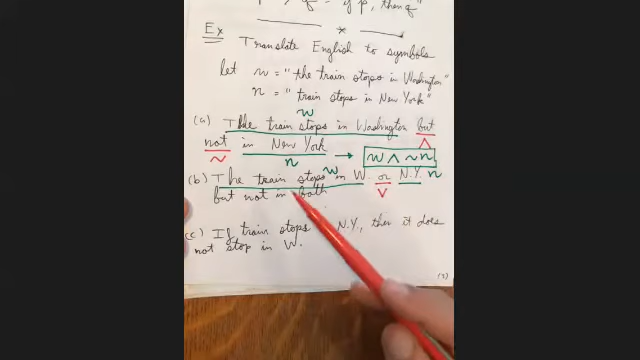 = "if p, then q"
Ex
Translate English to symbols
let w = "the train stops in Washington"
n = "train stops in New York"
w
(a) The train stops in Washington but
∧
not in New York → w ∧ ~n
~ n
w
(b) The train stops in W. or N.Y. n
∨
but not in both
(c) If train stops N.Y., then it does
not stop in W.